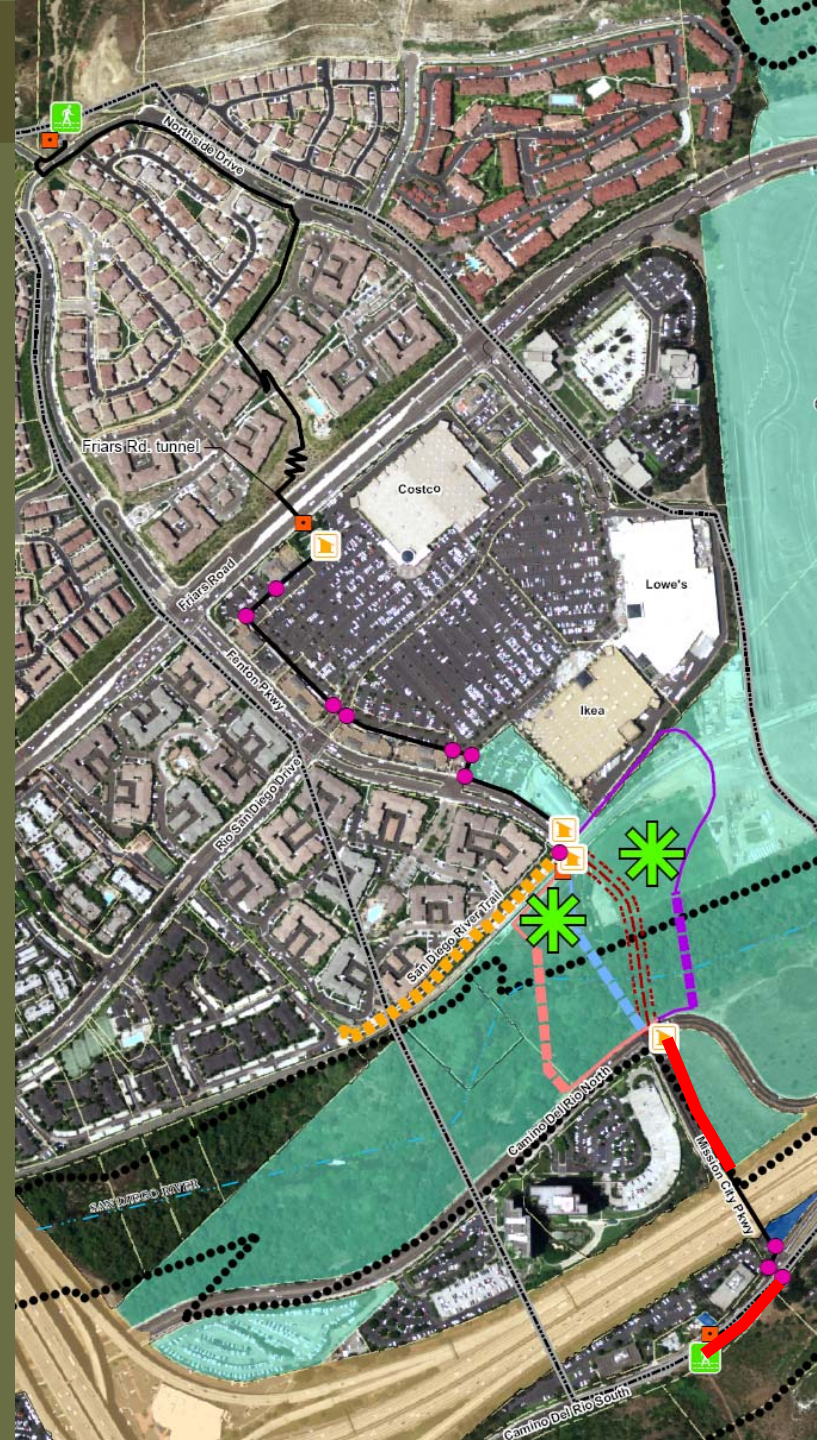 Northside Drive
Friars Rd. tunnel
Costco
Friars Road
Lowe's
Fenton Pkwy
Ikea
Rio San Diego Drive
San Diego River Trail
Camino Del Rio North
Mission City Pkwy
SAN DIEGO RIVER
Camino Del Rio South